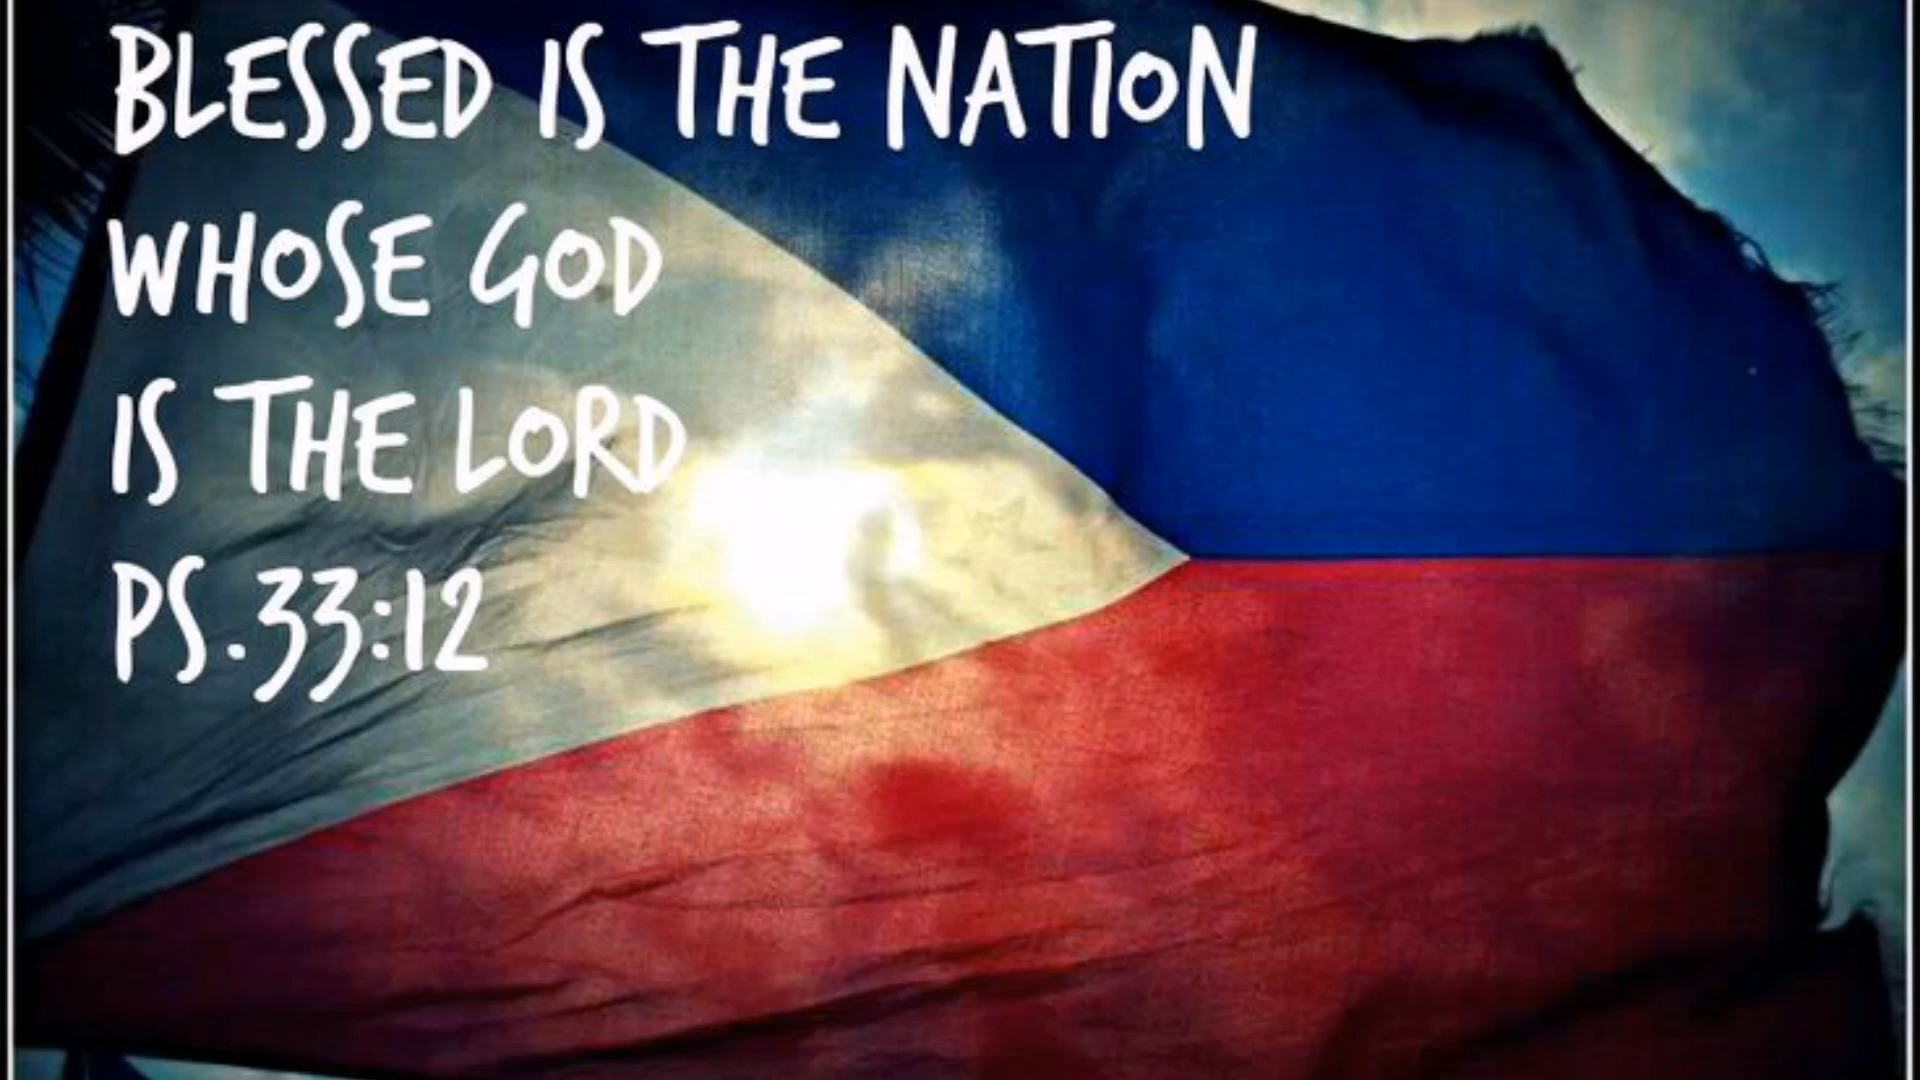 BLESSED IS THE NATION
WHOSE GOD
IS THE LORD
PS.33:12